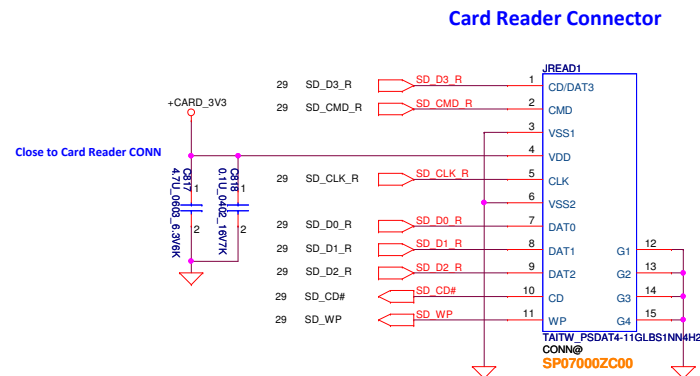 Card Reader Connector
JREAD1
29 SD_D3_R SD_D3_R 1 CD/DAT3
+CARD_3V3
29 SD_CMD_R SD_CMD_R 2 CMD
3 VSS1
Close to Card Reader CONN
4 VDD
C817 1 2
4.7U_0603_6.3V6K
C818 1 2
0.1U_0402_16V7K
29 SD_CLK_R SD_CLK_R 5 CLK
6 VSS2
29 SD_D0_R SD_D0_R 7 DAT0
29 SD_D1_R SD_D1_R 8 DAT1 G1 12
29 SD_D2_R SD_D2_R 9 DAT2 G2 13
29 SD_CD# SD_CD# 10 CD G3 14
29 SD_WP SD_WP 11 WP G4 15
TAITW_PSDAT4-11GLBS1NN4H2
CONN@
SP07000ZC00